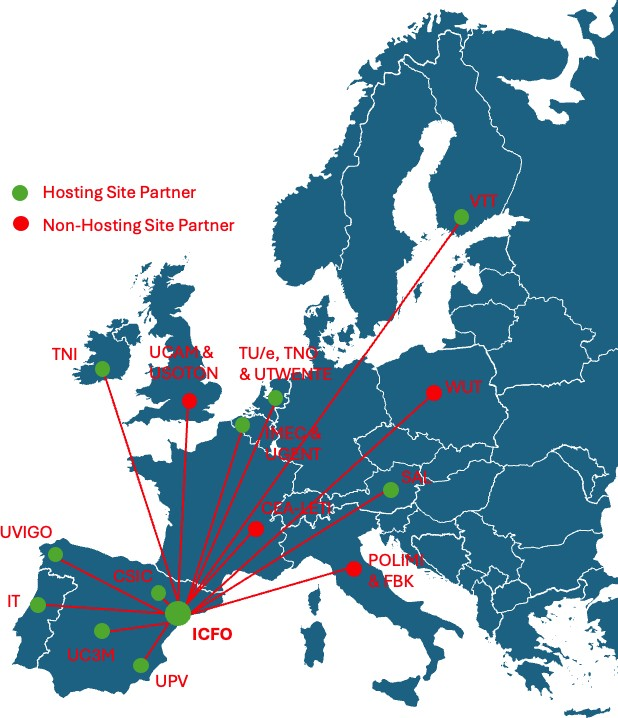 Hosting Site Partner
Non-Hosting Site Partner
VTT
TNI
UCAM &
USOTON
TU/e, TNO
& UTWENTE
WUT
IMEC &
UGENT
SAL
CEA-LETI
UVIGO
POLIMI
& FBK
CSIC
IT
ICFO
UC3M
UPV